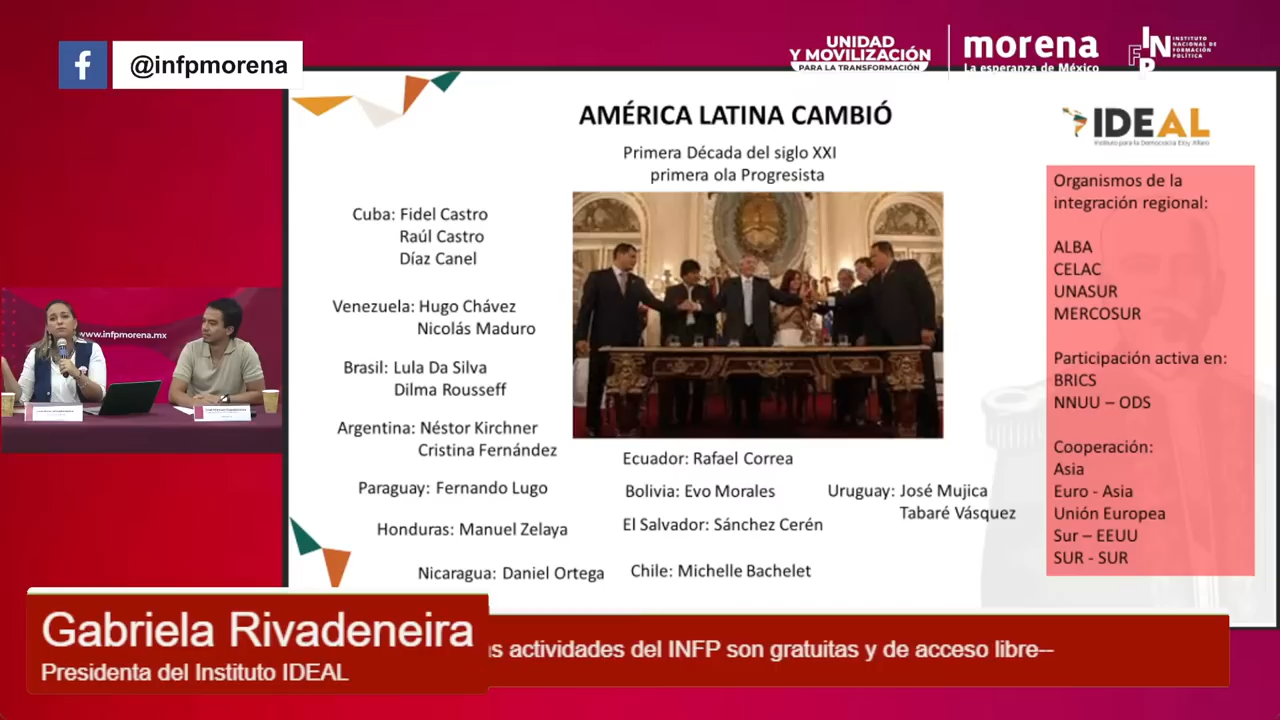 @infpmorena
UNIDAD
Y MOVILIZACIÓN
PARA LA TRANSFORMACIÓN
morena
La esperanza de México
INFP
INSTITUTO
NACIONAL DE
FORMACIÓN
POLÍTICA
AMÉRICA LATINA CAMBIÓ
Primera Década del siglo XXI
primera ola Progresista
IDEAL
Instituto para la Democracia Eloy Alfaro
Cuba: Fidel Castro
Raúl Castro
Díaz Canel
Venezuela: Hugo Chávez
Nicolás Maduro
Brasil: Lula Da Silva
Dilma Rousseff
Argentina: Néstor Kirchner
Cristina Fernández
Paraguay: Fernando Lugo
Honduras: Manuel Zelaya
Nicaragua: Daniel Ortega
Ecuador: Rafael Correa
Bolivia: Evo Morales
El Salvador: Sánchez Cerén
Chile: Michelle Bachelet
Uruguay: José Mujica
Tabaré Vásquez
Organismos de la
integración regional:
ALBA
CELAC
UNASUR
MERCOSUR
Participación activa en:
BRICS
NNUU – ODS
Cooperación:
Asia
Euro - Asia
Unión Europea
Sur – EEUU
SUR - SUR
www.infpmorena.mx
Gabriela Rivadeneira
Presidenta del Instituto IDEAL
s actividades del INFP son gratuitas y de acceso libre--